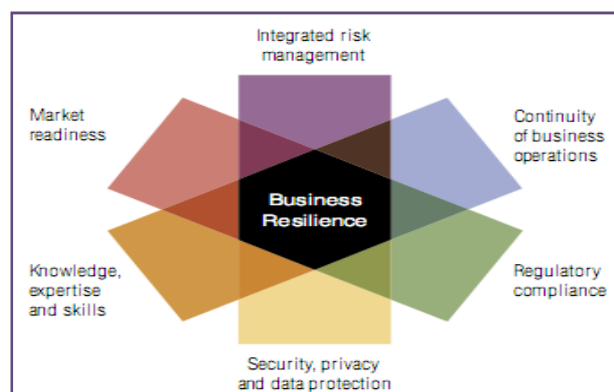 Integrated risk
management
Market
readiness
Continuity
of business
operations
Business
Resilience
Knowledge,
expertise
and skills
Regulatory
compliance
Security, privacy
and data protection